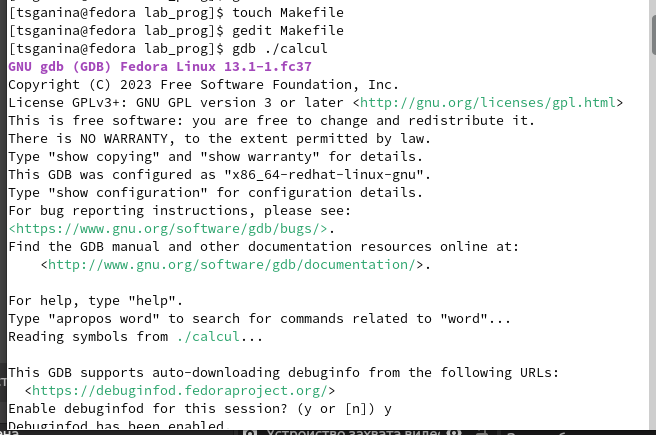 [tsganina@fedora lab_prog]$ touch Makefile
[tsganina@fedora lab_prog]$ gedit Makefile
[tsganina@fedora lab_prog]$ gdb ./calcul
GNU gdb (GDB) Fedora Linux 13.1-1.fc37
Copyright (C) 2023 Free Software Foundation, Inc.
License GPLv3+: GNU GPL version 3 or later <http://gnu.org/licenses/gpl.html>
This is free software: you are free to change and redistribute it.
There is NO WARRANTY, to the extent permitted by law.
Type "show copying" and "show warranty" for details.
This GDB was configured as "x86_64-redhat-linux-gnu".
Type "show configuration" for configuration details.
For bug reporting instructions, please see:
<https://www.gnu.org/software/gdb/bugs/>.
Find the GDB manual and other documentation resources online at:
    <http://www.gnu.org/software/gdb/documentation/>.

For help, type "help".
Type "apropos word" to search for commands related to "word"...
Reading symbols from ./calcul...

This GDB supports auto-downloading debuginfo from the following URLs:
  <https://debuginfod.fedoraproject.org/>
Enable debuginfod for this session? (y or [n]) y
Debuginfod has been enabled